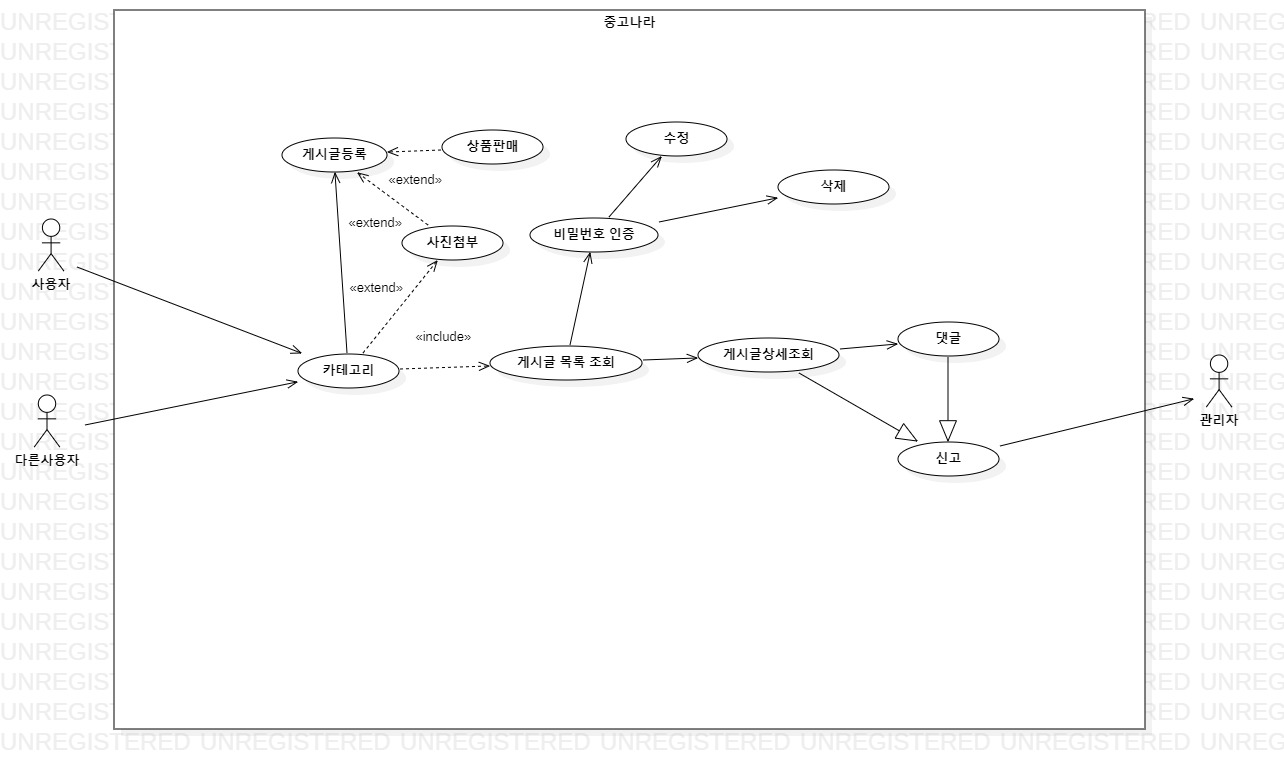 중고나라
수정
게시글등록
상품판매
«extend»
삭제
«extend»
사진첨부
비밀번호 인증
사용자
«extend»
«include»
댓글
카테고리
게시글 목록 조회
게시글상세조회
관리자
다른사용자
신고
UNREGISTERED UNREGISTERED UNREGISTERED UNREGISTERED UNREGISTERED UNREGISTERED UNREG